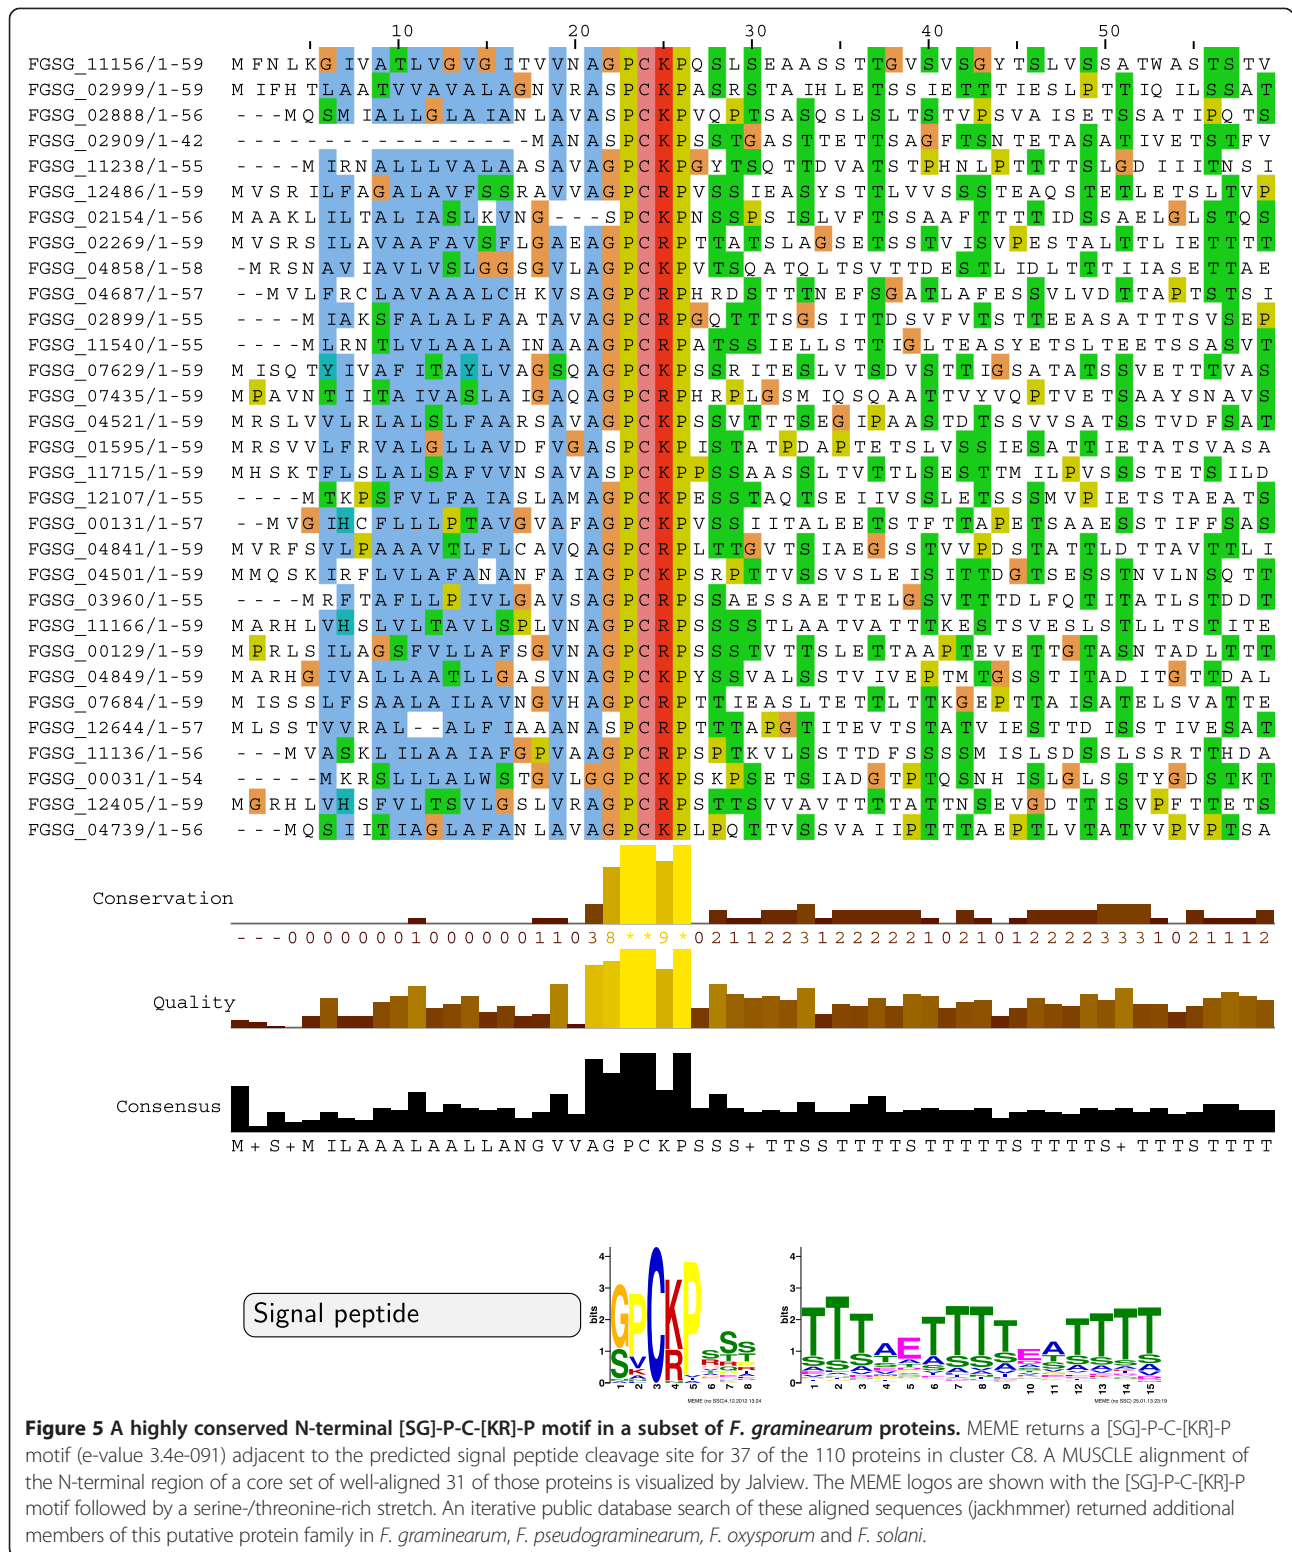 10 20 30 40 50
FGSG_11156/1-59 MFNLKGIVATLVGVGITVVNAGPCKPQSLSEAASSTTGVSVSGYTSLVSSATWASTSTV
FGSG_02999/1-59 MIFHTLAATVVAVALAGNVRASPCKPASRSTAIHLETSSIETTTIESLPTTIQILSSAT
FGSG_02888/1-56 ---MQSMIALLGLAIANLAVASPCKPVQPTSASQSLSLTSTVPSVAISETSSATIPQTS
FGSG_02909/1-42 -----------------MANASPCKPSSTGASTTETTSAGFTSNTETASATIVETSTFV
FGSG_11238/1-55 ----MIRNALLLVALAASAVAGPCKPGYTSQTTDVATSTPHNLPTTTTSLGDIIITNSI
FGSG_12486/1-59 MVSRILFAGALAVFSSRAVVAGPCRPVSSIEASYSTTLVVSSSTEAQSTETLETSLTVP
FGSG_02154/1-56 MAAKLILTALIASLKVNG---SPCKPNSSPSISLVFTSSAAFTTTTIDSSAELGLSTQS
FGSG_02269/1-59 MVSRSILAVAAFAVSFLGAEAGPCRPTTATSLAGSETSSTVISVPESTALTTLIETTTT
FGSG_04858/1-58 -MRSNAVIAVLVSLGGSGVLAGPCKPVTSQATQLTSVTTDESTLIDLTTTIIASETTAE
FGSG_04687/1-57 --MVLFRCLAVAAALCHKVSAGPCRPHRDSTTTNEFSGATLAFESSVLVDTTAPTSTSI
FGSG_02899/1-55 ----MIAKSFALALFAATAVAGPCRPGQTTTSGSITTDSVFVTSTTEEASATTTSVSEP
FGSG_11540/1-55 ----MLRNTLVLAALAINAAAGPCRPATSSIELLSTTIGLTEASYETSLTEETSSASVT
FGSG_07629/1-59 MISQTYIVAFITAYLVAGSQAGPCRPSSRITESLVTSDVSTTIGSATATSSVETTTVAS
FGSG_07435/1-59 MPAVNTIITAIVASLAIGAQAGPCRPHRPLGSMIQSQAATTVYVQPTVETSAAYSNAVS
FGSG_04521/1-59 MRSLVVLRLALSLFAARSAVAGPCKPSSVTTTSEGIPAASTDTSSVVSATSSTVDFSAT
FGSG_01595/1-59 MRSVVLFRVALGLLAVDFVGASPCKPISTATPDAPTETSLVSSIESATTIETATSVASA
FGSG_11715/1-59 MHSKTFLSLALSAFVVNSAVASPCKPPSSAASSLTVTTLSESTTMILPVSSSTETSILD
FGSG_12107/1-55 ----MTKPSFVLFAIASLAMAGPCKPESSTAQTSEIIVSSLETSSSMVPIETSTAEATS
FGSG_00131/1-57 --MVGIHCFLLLPTAVGVAFAGPCKPVSSIITALEETSTFTTAPETSAAESSTIFFSAS
FGSG_04841/1-59 MVRFSVLPAAAVTLFLCAVQAGPCRPLTTGVTSIAEGSSTVVPDSTATTLDTTAVTTLI
FGSG_04501/1-59 MMQSKIRFLVLAFANANFAIAGPCKPSRPTTVSSVSLEISITTDGTSESSTNVLNSQTT
FGSG_03960/1-55 ----MRFTAFLLPIVLGAVSAGPCRPSSAESSAETTELGSVTTTDLFQTITATLSTDDT
FGSG_11166/1-59 MARHLVHSLVLTAVLSPLVNAGPCRPSSSSTLAATVATTTKESTSVESLSTLLTSTITE
FGSG_00129/1-59 MPRLSILAGSFVLLAFSGVNAGPCRPSSSTVTTSLETTAAPTEVETTGTASNTADLTTT
FGSG_04849/1-59 MARHGIVALLAATLLGASVNAGPCKPYSSVALSSTVIVEPTMTGSSTITADITGTTDAL
FGSG_07684/1-59 MISSSLFSAALAILAVNGVHAGPCRPTTIEASLTETTLTTKGEPTTAISATELSVATTE
FGSG_12644/1-57 MLSSTVVRAL--ALFIAAANASPCRPTTTAPGTITEVTSTATVIESTTDISSTIVESAT
FGSG_11136/1-56 ---MVASKLILAAIAFGPVAAGPCRPSPTKVLSSTTDFSSSSMISLSDSSLSSRTTHDA
FGSG_00031/1-54 -----MKRSLLLALWSTGVLGGPCKPSKPSETSIADGTPTQSNHISLGLSSTYGDSTKT
FGSG_12405/1-59 MGRHLVHSFVLTSVLGSLVRAGPCRPSTTSVVAVTTTTATTNSEVGDTTISVPFTTETS
FGSG_04739/1-56 ---MQSIITIAGLAFANLAVAGPCKPLPQTTVSSVAIIPTTTAEPTLVTATVVPVPTSA
Conservation
---0000000100000011038**9*0211223122222102101222233310211 12
Quality
Consensus
M+S+MILAAALAALLANGVVAGPCKPSSS+TTSSTTTTSTTTTTSTTTTS+TTTSTTTT
Signal peptide
Figure 5 A highly conserved N-terminal [SG]-P-C-[KR]-P motif in a subset of F. graminearum proteins. MEME returns a [SG]-P-C-[KR]-P
motif (e-value 3.4e-091) adjacent to the predicted signal peptide cleavage site for 37 of the 110 proteins in cluster C8. A MUSCLE alignment of
the N-terminal region of a core set of well-aligned 31 of those proteins is visualized by Jalview. The MEME logos are shown with the [SG]-P-C-[KR]-P
motif followed by a serine-/threonine-rich stretch. An iterative public database search of these aligned sequences (jackhmmer) returned additional
members of this putative protein family in F. graminearum, F. pseudograminearum, F. oxysporum and F. solani.